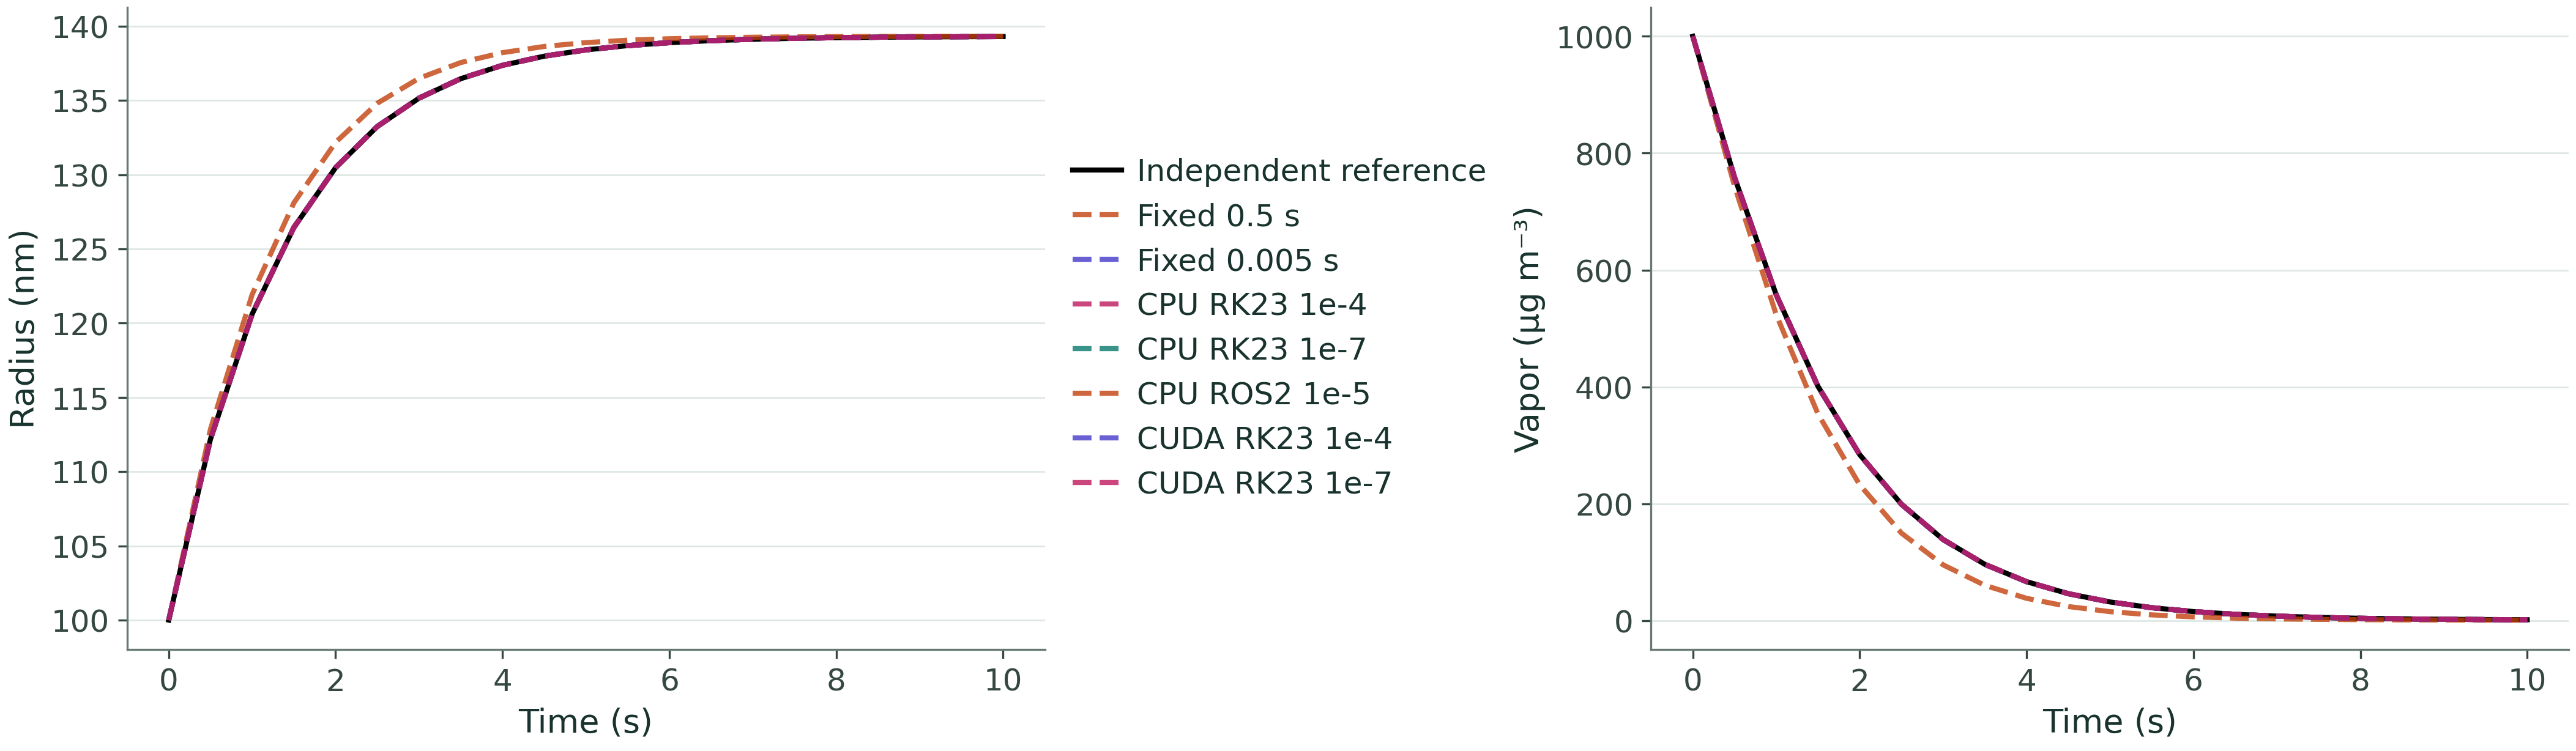 140
135
130
125
120
115
110
105
100
Radius (nm)
0 2 4 6 8 10
Time (s)
Independent reference
Fixed 0.5 s
Fixed 0.005 s
CPU RK23 1e-4
CPU RK23 1e-7
CPU ROS2 1e-5
CUDA RK23 1e-4
CUDA RK23 1e-7
1000
800
600
400
200
0
Vapor (µg m⁻³)
0 2 4 6 8 10
Time (s)